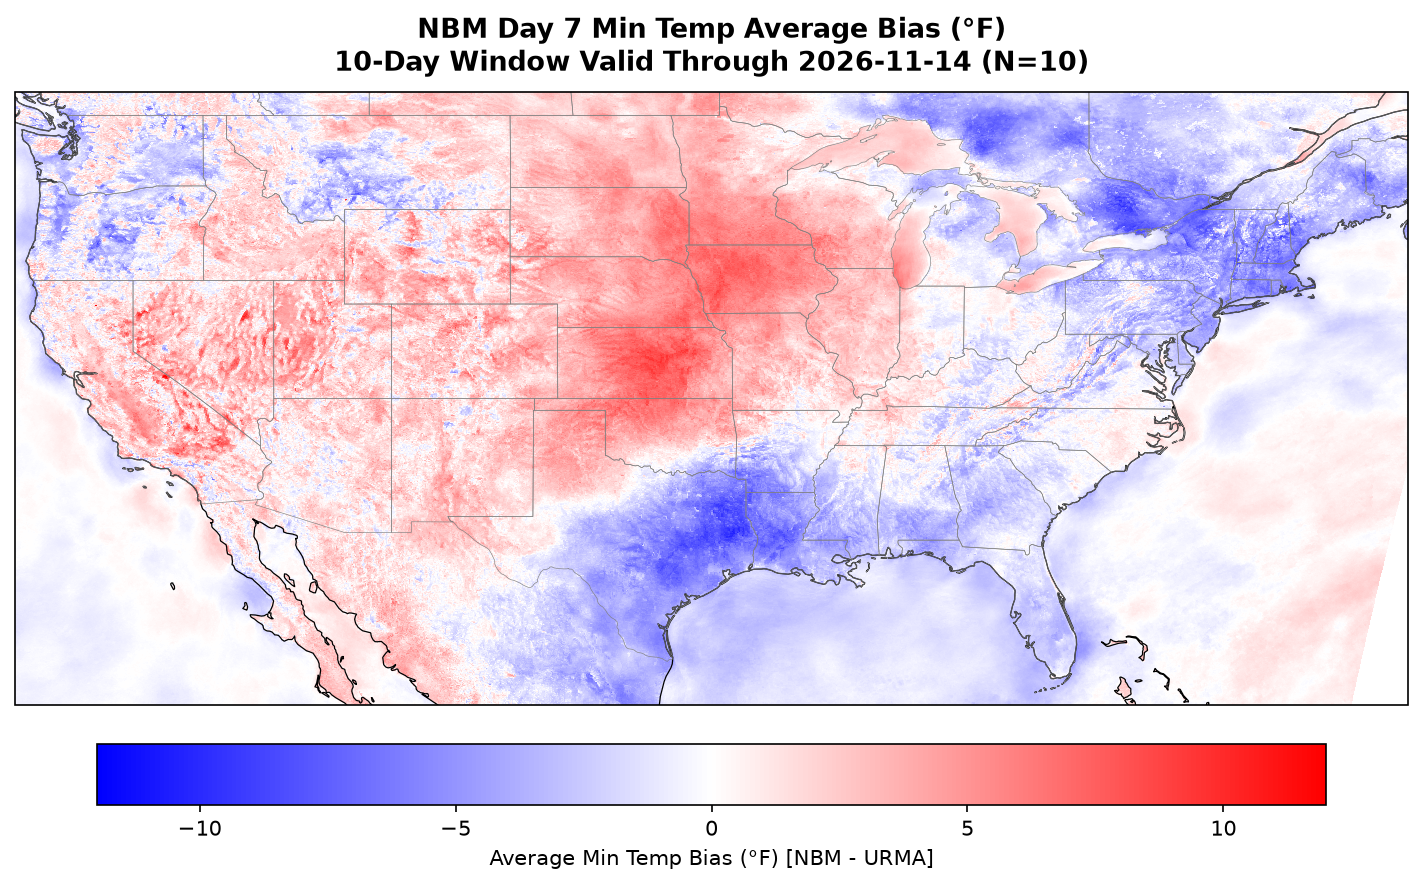 NBM Day 7 Min Temp Average Bias (°F)
10-Day Window Valid Through 2026-11-14 (N=10)
−10 −5 0 5 10
Average Min Temp Bias (°F) [NBM - URMA]